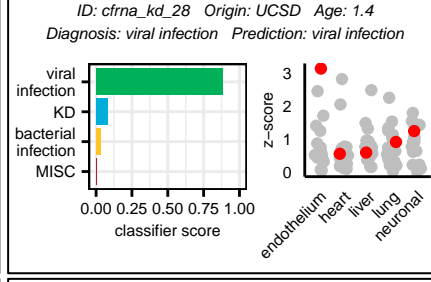 ID: cfrna_kd_28 Origin: UCSD Age: 1.4
Diagnosis: viral infection Prediction: viral infection
viral
infection
KD
bacterial
infection
MISC
0.00 0.25 0.50 0.75 1.00
classifier score
z-score
3
2
1
0
endothelium
heart
liver
lung
neuronal